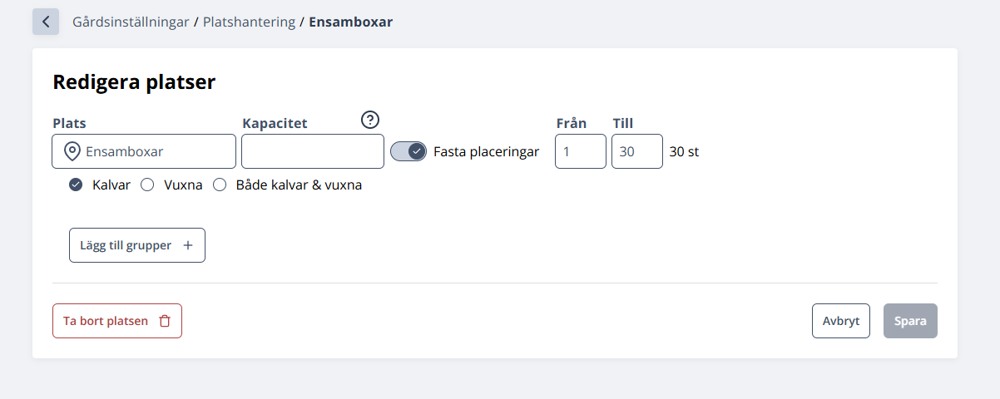 Gårdsinställningar / Platshantering / Ensamboxar
Redigera platser
Plats Kapacitet Från Till
Ensamboxar Fasta placeringar 1 30 30 st
Kalvar Vuxna Både kalvar & vuxna
Lägg till grupper
Ta bort platsen Avbryt Spara